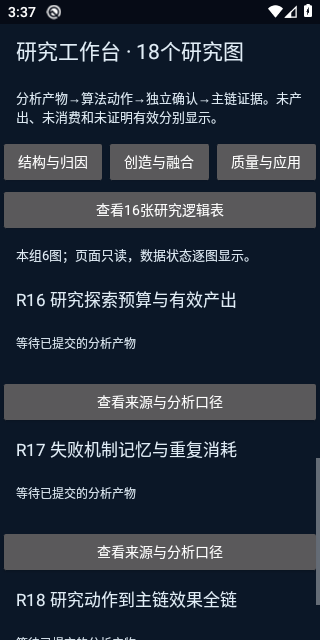 3:37
研究工作台 · 18个研究图
分析产物→算法动作→独立确认→主链证据。未产
出、未消费和未证明有效分别显示。
结构与归因 创造与融合 质量与应用
查看16张研究逻辑表
本组6图；页面只读，数据状态逐图显示。
R16 研究探索预算与有效产出
等待已提交的分析产物
查看来源与分析口径
R17 失败机制记忆与重复消耗
等待已提交的分析产物
查看来源与分析口径
R18 研究动作到主链效果全链